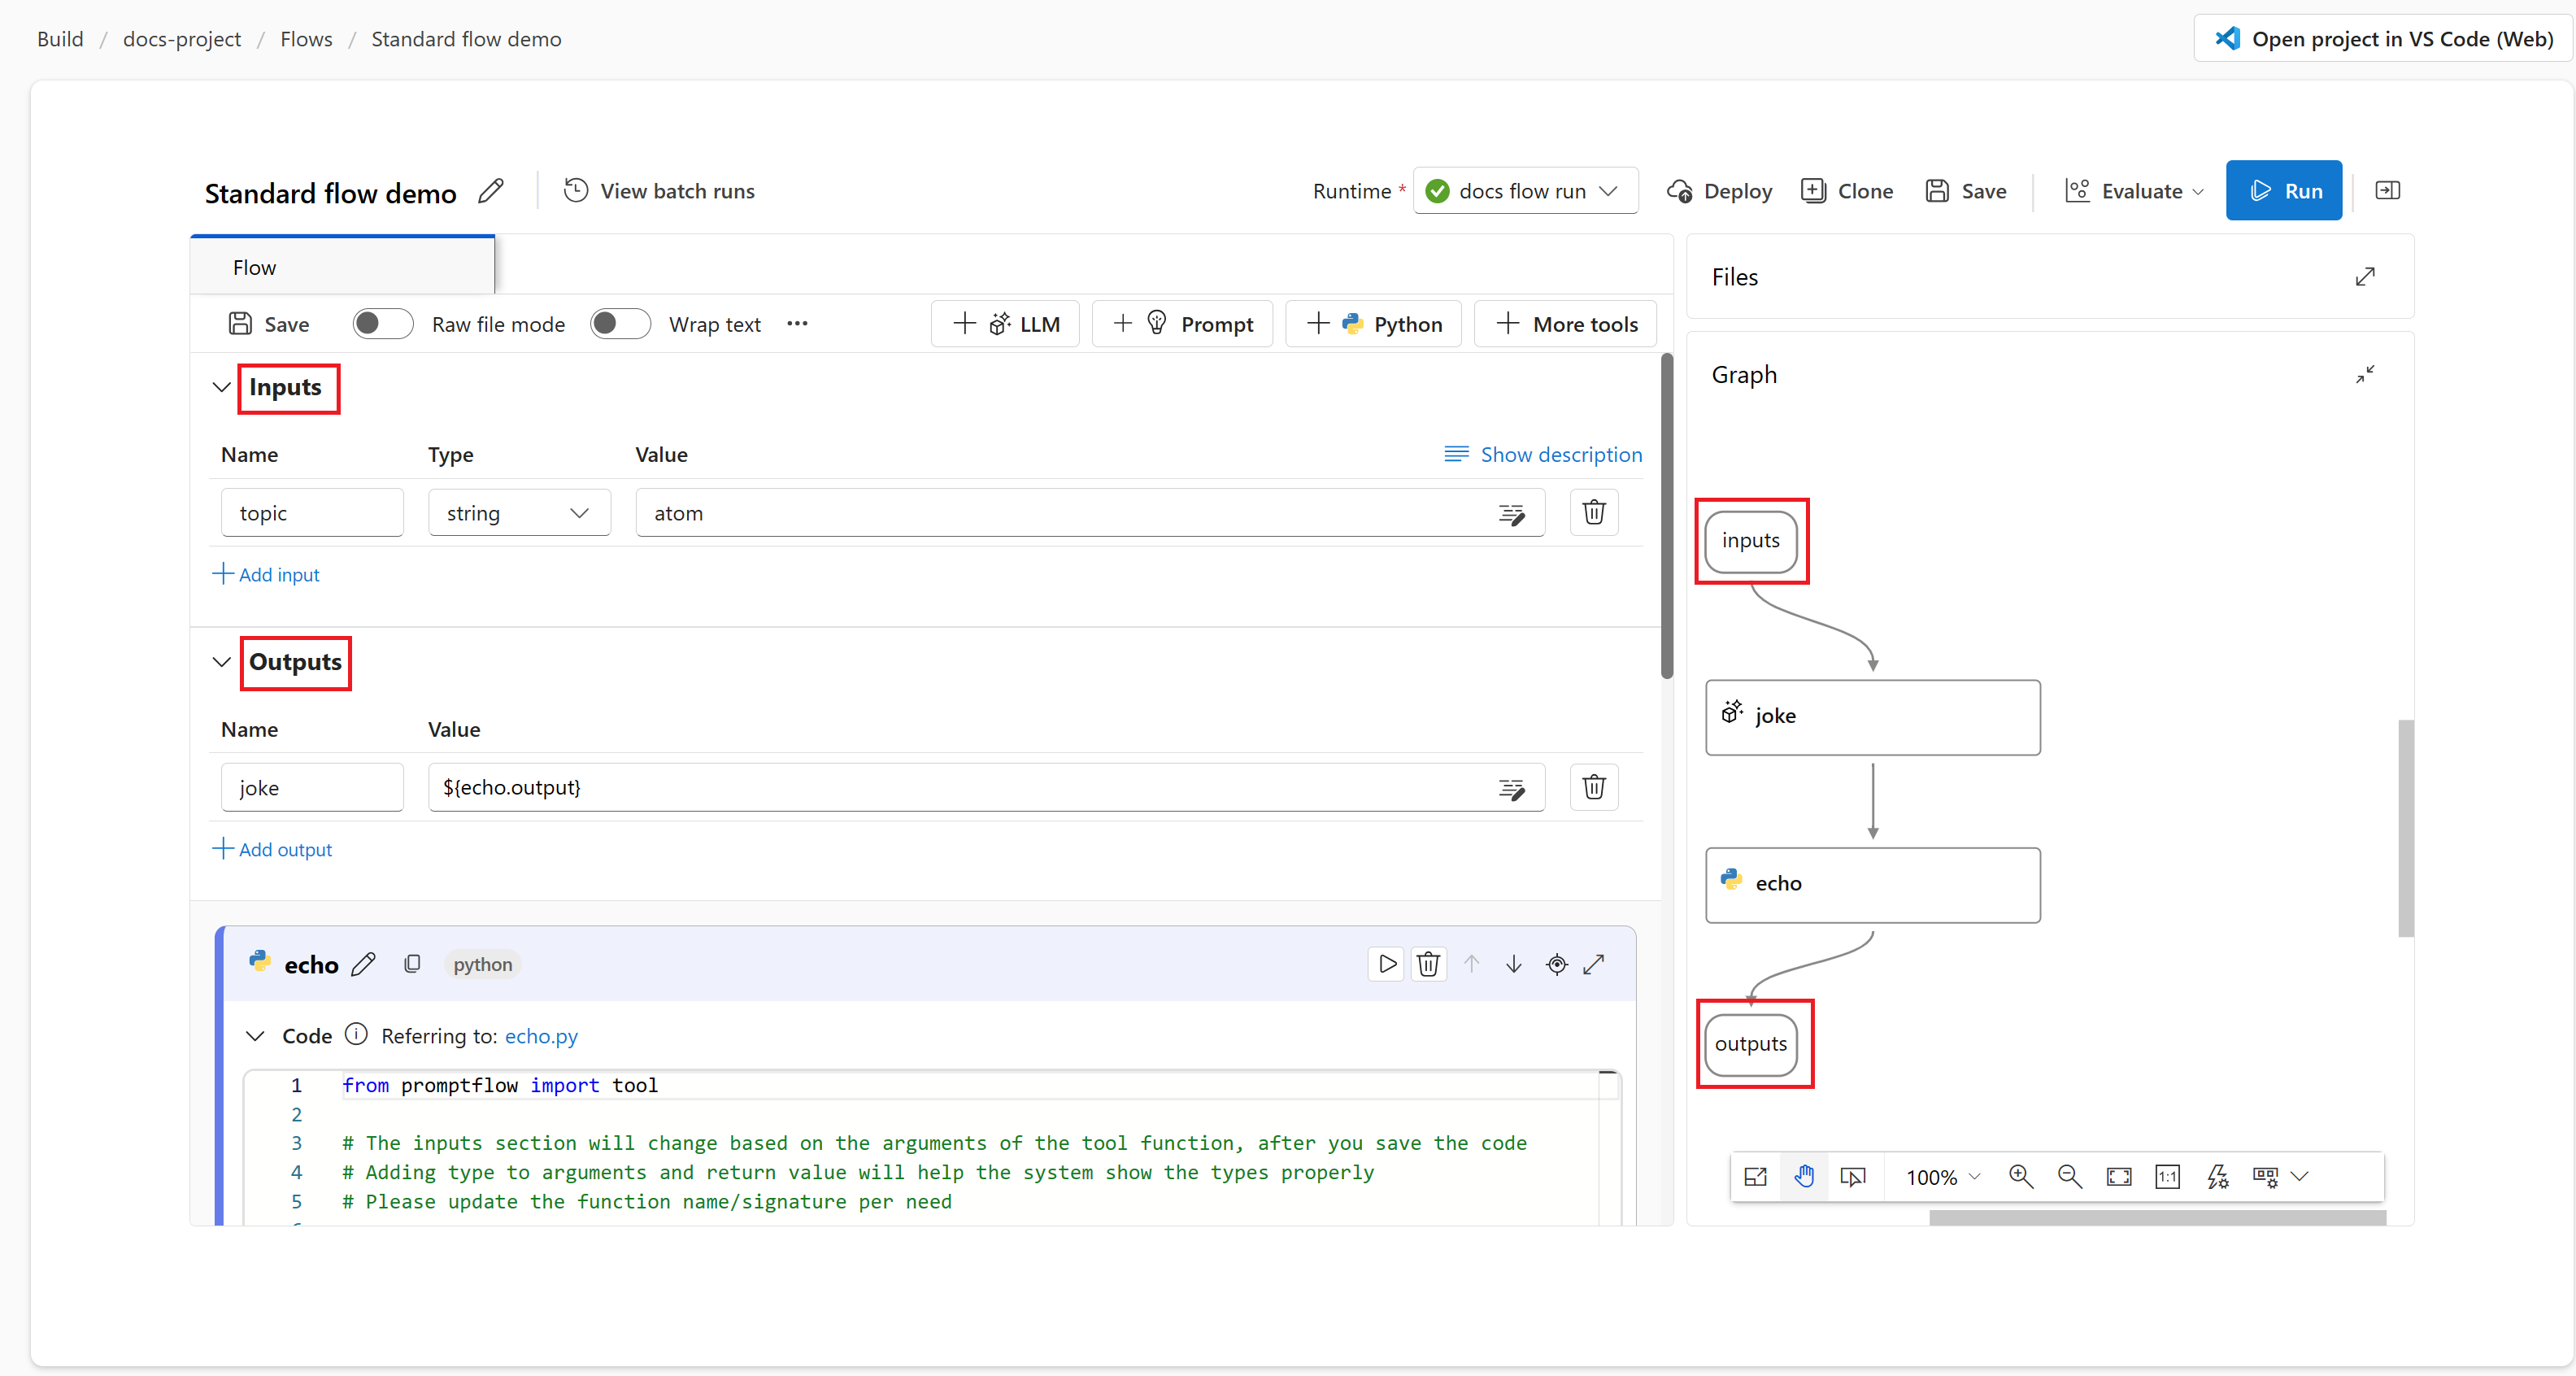 Build / docs-project / Flows / Standard flow demo
Open project in VS Code (Web)
Standard flow demo
View batch runs
Runtime * docs flow run
Deploy
Clone
Save
Evaluate
Run
Flow
Save
Raw file mode
Wrap text
LLM
Prompt
Python
More tools
Inputs
Name Type Value
Show description
topic string atom
Add input
Outputs
Name Value
joke ${echo.output}
Add output
echo python
Code Referring to: echo.py
1 from promptflow import tool
2
3 # The inputs section will change based on the arguments of the tool function, after you save the code
4 # Adding type to arguments and return value will help the system show the types properly
5 # Please update the function name/signature per need
Files
Graph
inputs
joke
echo
outputs
100%
1:1